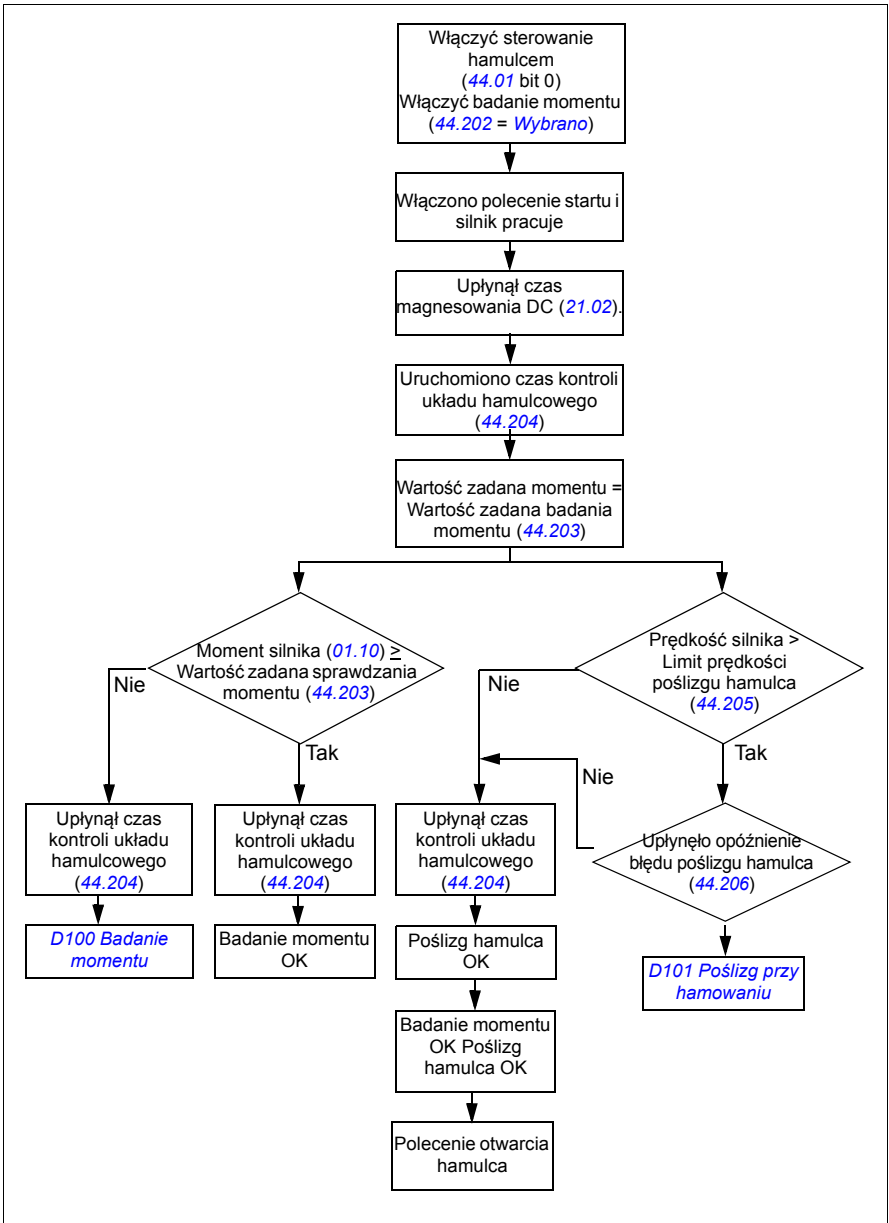 Włączyć sterowanie
hamulcem
(44.01 bit 0)
Włączyć badanie momentu
(44.202 = Wybrano)
Włączono polecenie startu i
silnik pracuje
Upłynął czas
magnesowania DC (21.02).
Uruchomiono czas kontroli
układu hamulcowego
(44.204)
Wartość zadana momentu =
Wartość zadana badania
momentu (44.203)
Moment silnika (01.10) ≥
Wartość zadana sprawdzania
momentu (44.203)
Nie
Tak
Prędkość silnika >
Limit prędkości
poślizgu hamulca
(44.205)
Nie
Tak
Nie
Upłynął czas
kontroli układu
hamulcowego
(44.204)
Upłynął czas
kontroli układu
hamulcowego
(44.204)
Upłynął czas
kontroli układu
hamulcowego
(44.204)
Upłynęło opóźnienie
błędu poślizgu hamulca
(44.206)
D100 Badanie
momentu
Badanie momentu
OK
Poślizg hamulca
OK
D101 Poślizg przy
hamowaniu
Badanie momentu
OK Poślizg
hamulca OK
Polecenie otwarcia
hamulca